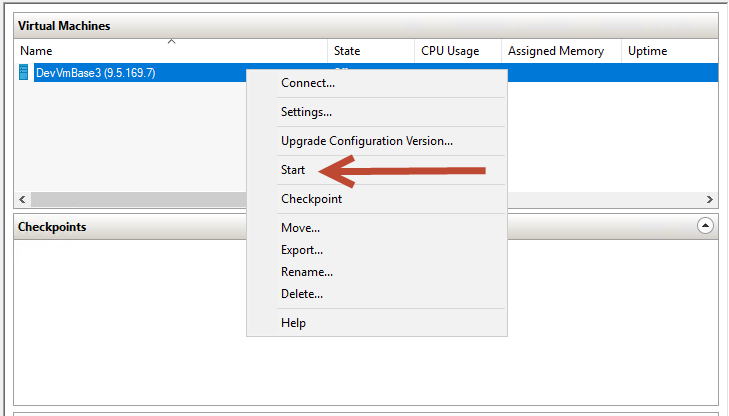 Virtual Machines
Name State CPU Usage Assigned Memory Uptime
DevVmBase3 (9.5.169.7)
Connect...
Settings...
Upgrade Configuration Version...
Start
Checkpoint
Checkpoints
Move...
Export...
Rename...
Delete...
Help